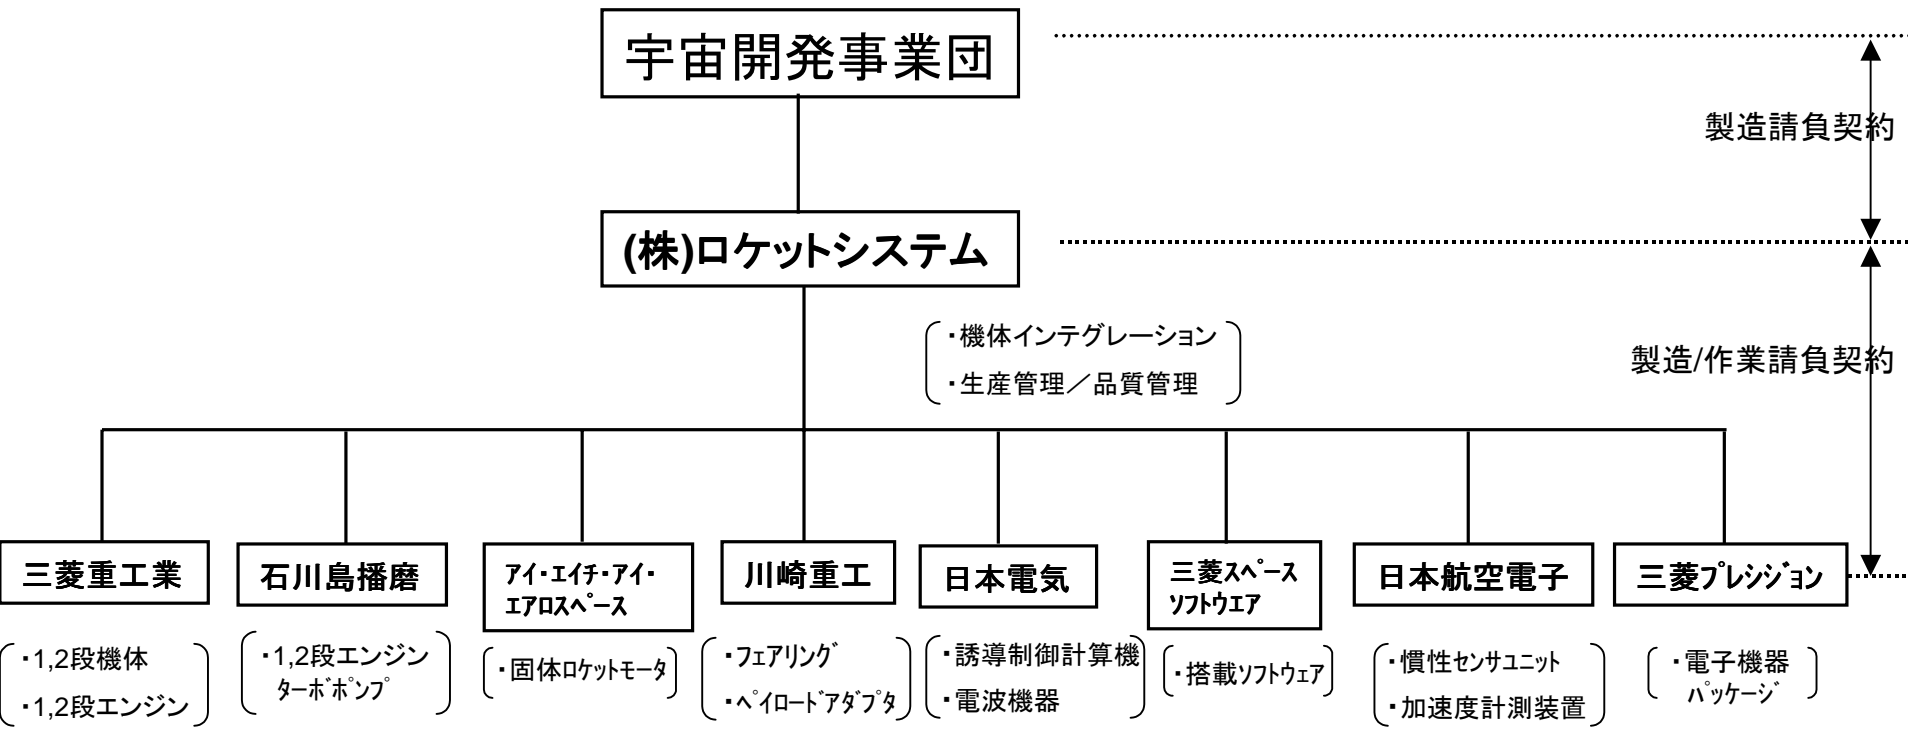 宇宙開発事業団
製造請負契約
(株)ロケットシステム
・機体インテグレーション
・生産管理／品質管理
製造/作業請負契約
三菱重工業
・1,2段機体
・1,2段エンジン
石川島播磨
・1,2段エンジン
ﾀｰﾎﾞﾎﾟﾝﾌﾟ
ｱｲ・ｴｲﾁ・ｱｲ・
ｴｱﾛｽﾍﾟｰｽ
・固体ﾛｹｯﾄﾓｰﾀ
川崎重工
・ﾌｪｱﾘﾝｸﾞ
・ﾍﾟｲﾛｰﾄﾞｱﾀﾞﾌﾟﾀ
日本電気
・誘導制御計算機
・電波機器
三菱ｽﾍﾟｰｽ
ｿﾌﾄｳｴｱ
・搭載ｿﾌﾄｳｪｱ
日本航空電子
・慣性ｾﾝｻﾕﾆｯﾄ
・加速度計測装置
三菱ﾌﾟﾚｼｼﾞｮﾝ
・電子機器
ﾊﾟｯｹｰｼﾞ